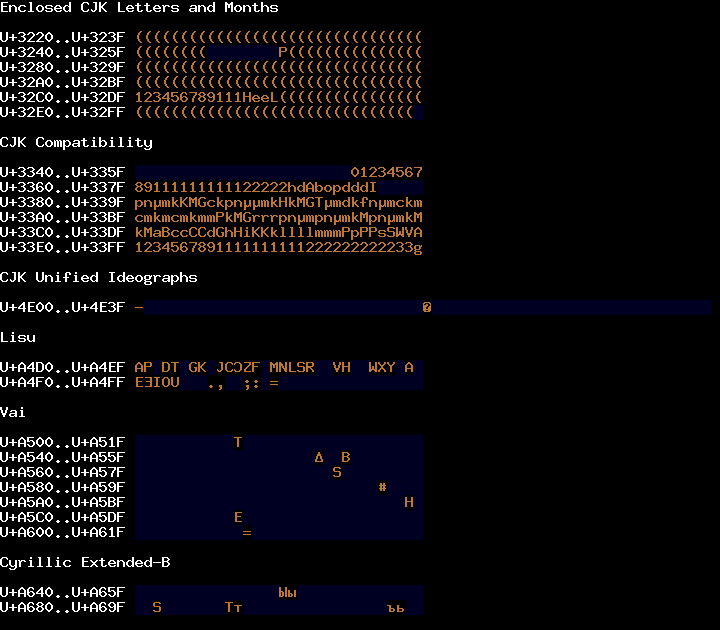 Enclosed CJK Letters and Months
U+3220..U+323F ((((((((((((((((((((((((((((((((
U+3240..U+325F ((((((((        P(((((((((((((((
U+3280..U+329F ((((((((((((((((((((((((((((((((
U+32A0..U+32BF ((((((((((((((((((((((((((((((((
U+32C0..U+32DF 123456789111HeeL((((((((((((((((
U+32E0..U+32FF (((((((((((((((((((((((((((((((
CJK Compatibility
U+3340..U+335F                         01234567
U+3360..U+337F 89111111111122222hdAbopdddI
U+3380..U+339F pnµmkKMGckpnµµmkHkMGTµmdkfnµmckm
U+33A0..U+33BF cmkmcmkmmPkMGrrrpnµmpnµmkMpnµmkM
U+33C0..U+33DF kMaBccCCdGhHiKKkllllmmmPpPPsSWVA
U+33E0..U+33FF 1234567891111111111222222222233g
CJK Unified Ideographs
U+4E00..U+4E3F −                               �
Lisu
U+A4D0..U+A4EF AP DT GK JCƆZF MNLSR  VH  WXY A
U+A4F0..U+A4FF EƎIOU   .,  ;: =
Vai
U+A500..U+A51F            T
U+A540..U+A55F                     Δ  B
U+A560..U+A57F                       S
U+A580..U+A59F                            #
U+A5A0..U+A5BF                               H
U+A5C0..U+A5DF            E
U+A600..U+A61F             =
Cyrillic Extended-B
U+A640..U+A65F                 Ыы
U+A680..U+A69F   S       Тт                ъь